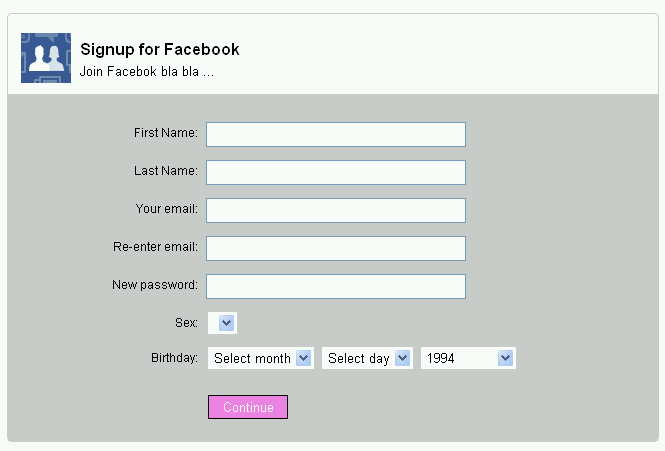 Signup for Facebook
Join Facebok bla bla ...
First Name:
Last Name:
Your email:
Re-enter email:
New password:
Sex:
Birthday: Select month Select day 1994
Continue